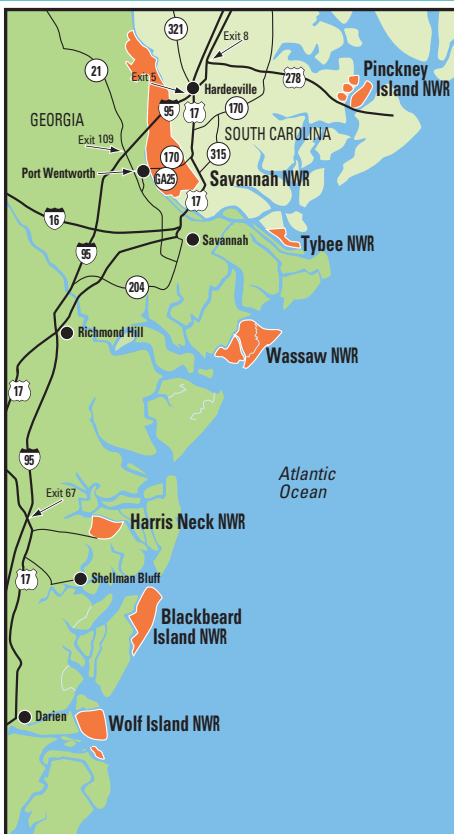 321
Exit 8
21
Exit 5
Hardeeville
278
Pinckney
Island NWR
95
17
170
GEORGIA
SOUTH CAROLINA
Exit 109
170
315
Port Wentworth
GA25
Savannah NWR
17
16
Savannah
Tybee NWR
95
204
Richmond Hill
Wassaw NWR
17
95
Atlantic
Ocean
Exit 67
Harris Neck NWR
17
Shellman Bluff
Blackbeard
Island NWR
Darien
Wolf Island NWR